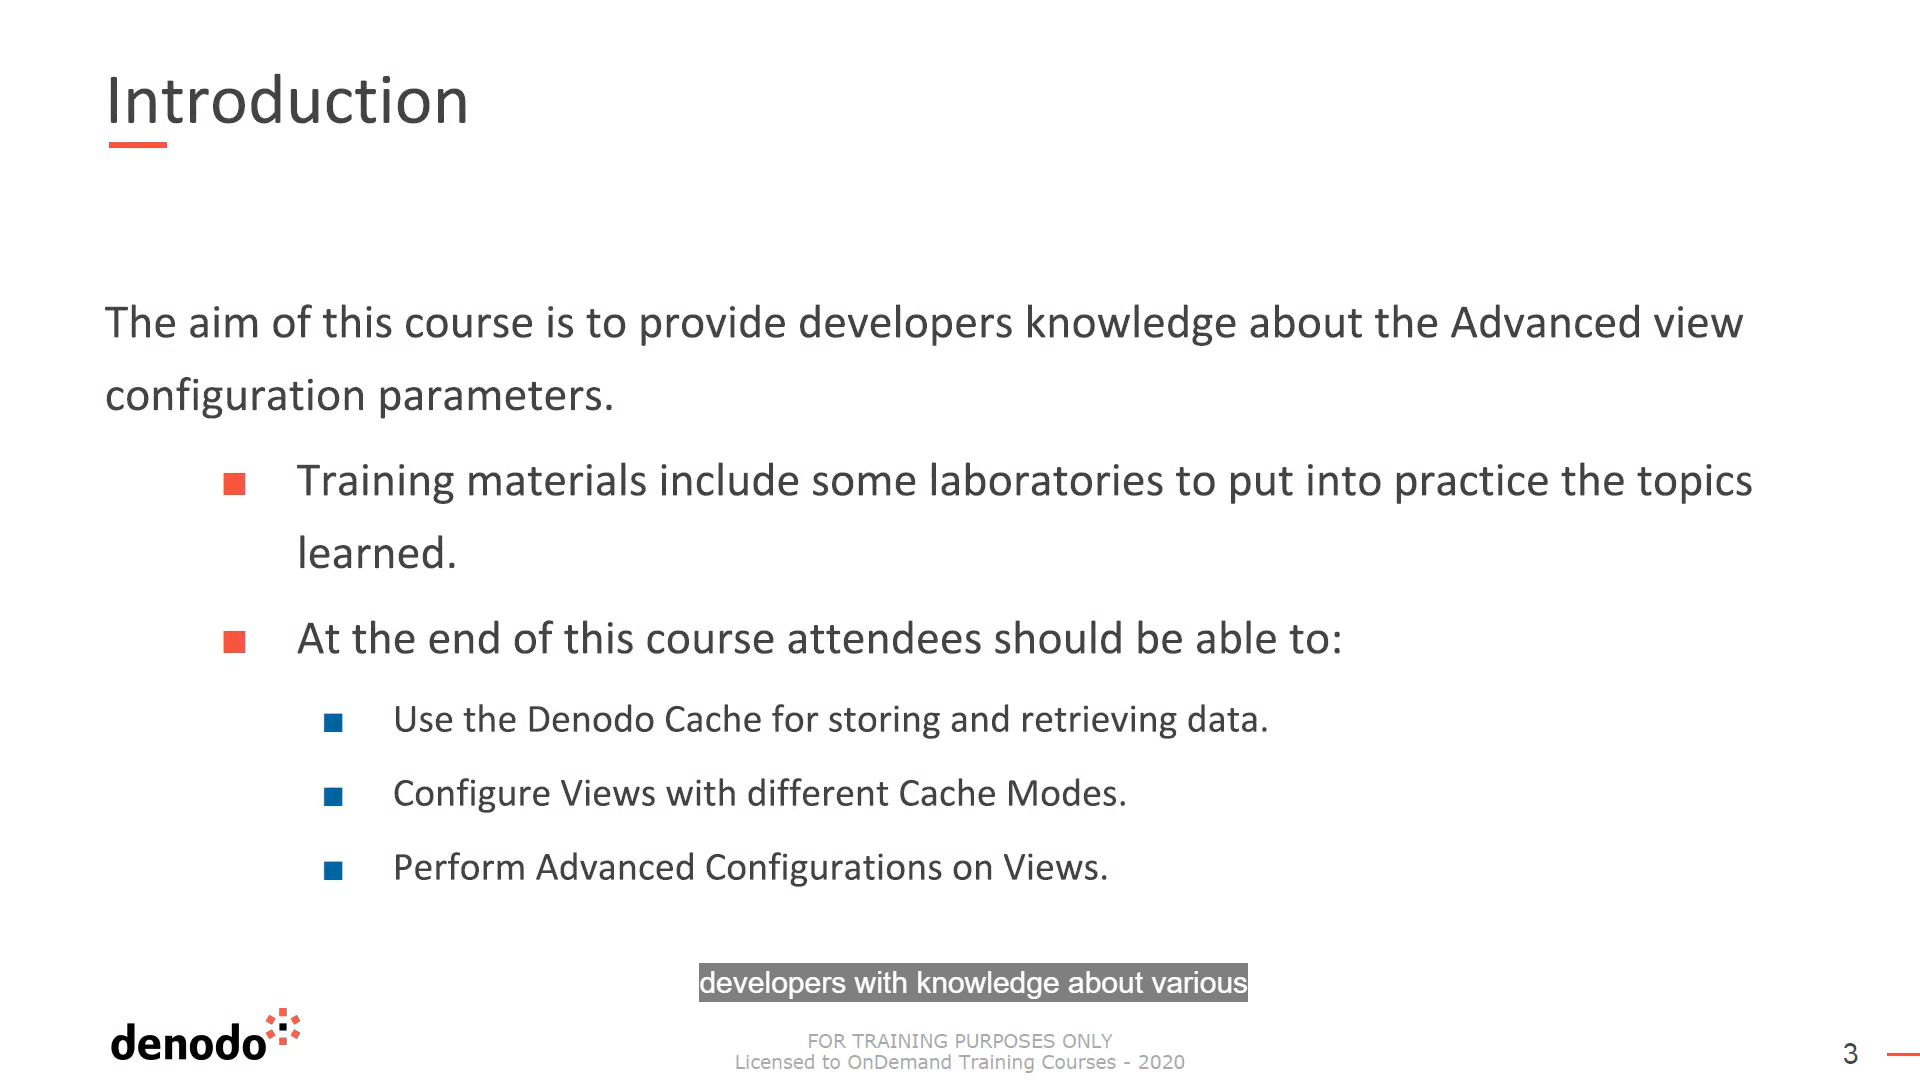 Introduction
The aim of this course is to provide developers knowledge about the Advanced view
configuration parameters.
Training materials include some laboratories to put into practice the topics
learned.
At the end of this course attendees should be able to:
Use the Denodo Cache for storing and retrieving data.
Configure Views with different Cache Modes.
Perform Advanced Configurations on Views.
developers with knowledge about various
denodo
FOR TRAINING PURPOSES ONLY
Licensed to OnDemand Training Courses - 2020
3